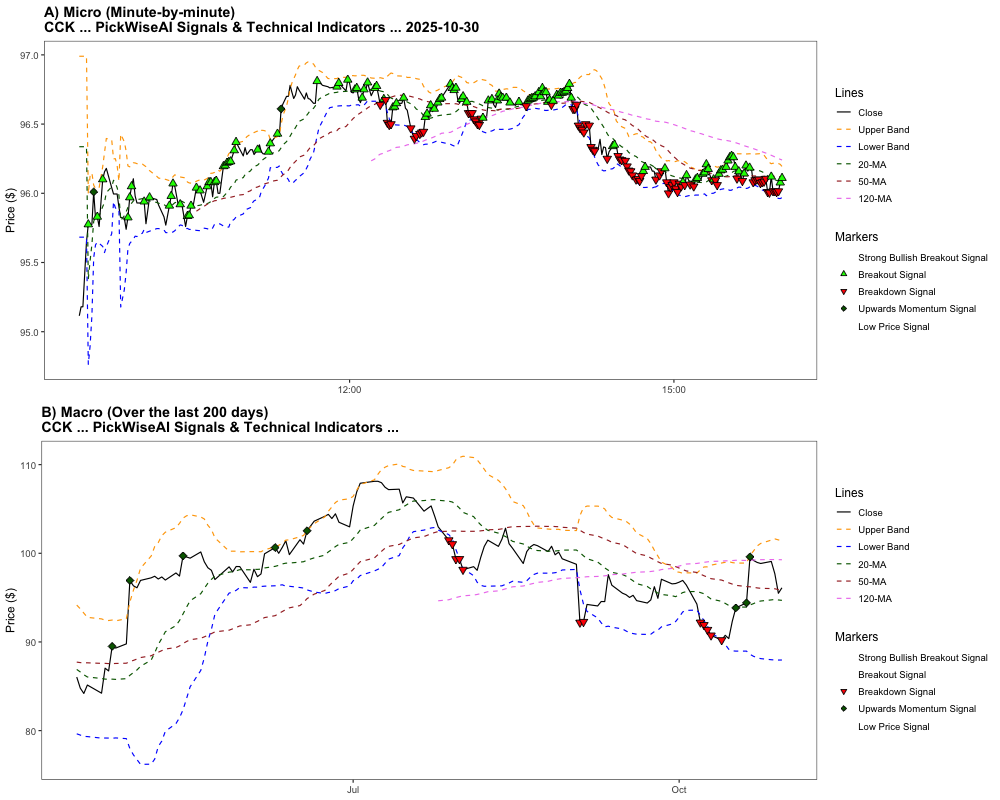 A) Micro (Minute-by-minute)
CCK ... PickWiseAI Signals & Technical Indicators ... 2025-10-30
Price ($)
97.0
96.5
96.0
95.5
95.0
12:00
15:00
Lines
Close
Upper Band
Lower Band
20-MA
50-MA
120-MA
Markers
Strong Bullish Breakout Signal
Breakout Signal
Breakdown Signal
Upwards Momentum Signal
Low Price Signal
B) Macro (Over the last 200 days)
CCK ... PickWiseAI Signals & Technical Indicators ...
Price ($)
110
100
90
80
Jul
Oct
Lines
Close
Upper Band
Lower Band
20-MA
50-MA
120-MA
Markers
Strong Bullish Breakout Signal
Breakout Signal
Breakdown Signal
Upwards Momentum Signal
Low Price Signal